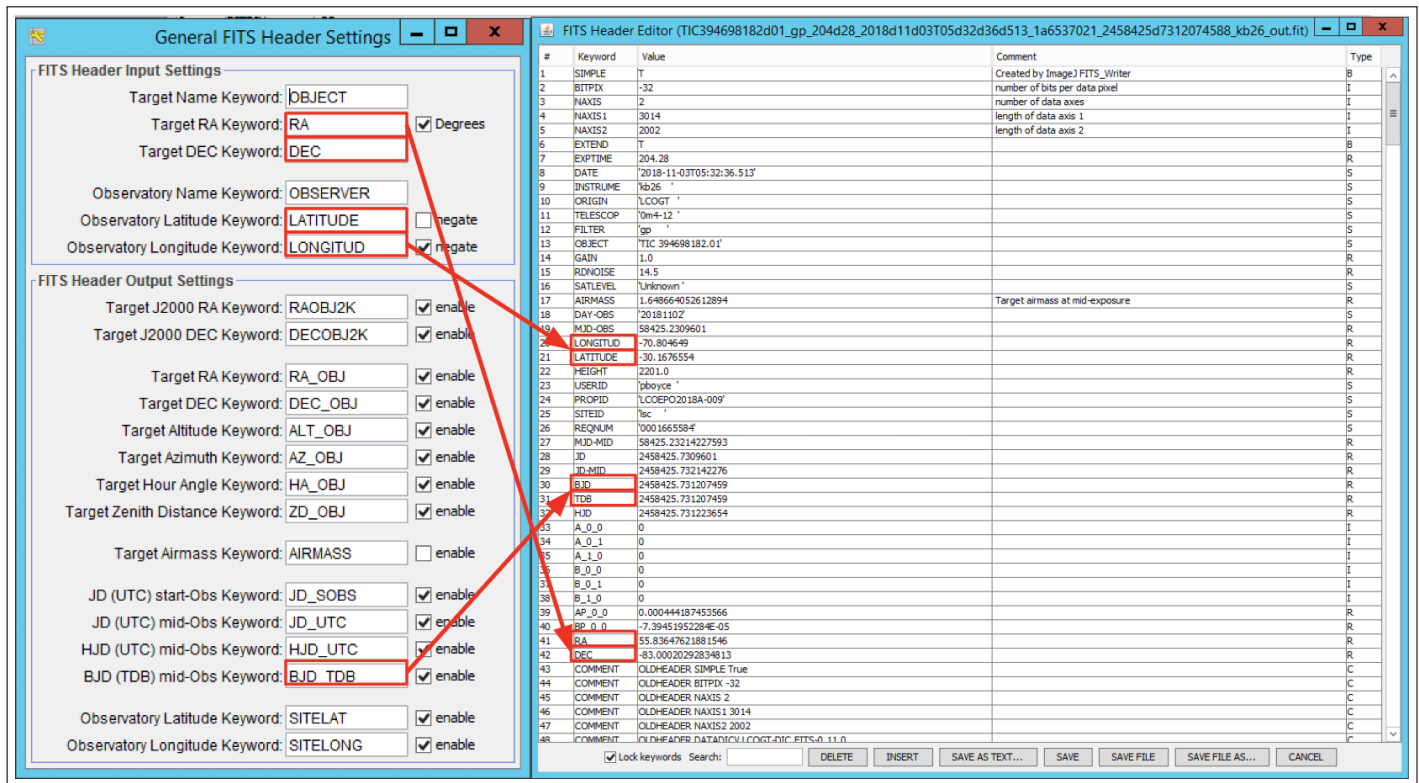 General FITS Header Settings
FITS Header Input Settings
Target Name Keyword: OBJECT
Target RA Keyword: RA Degrees
Target DEC Keyword: DEC
Observatory Name Keyword: OBSERVER
Observatory Latitude Keyword: LATITUDE negate
Observatory Longitude Keyword: LONGITUD negate
FITS Header Output Settings
Target J2000 RA Keyword: RAOBJ2K enable
Target J2000 DEC Keyword: DECOBJ2K enable
Target RA Keyword: RA_OBJ enable
Target DEC Keyword: DEC_OBJ enable
Target Altitude Keyword: ALT_OBJ enable
Target Azimuth Keyword: AZ_OBJ enable
Target Hour Angle Keyword: HA_OBJ enable
Target Zenith Distance Keyword: ZD_OBJ enable
Target Airmass Keyword: AIRMASS enable
JD (UTC) start-Obs Keyword: JD_SOBS enable
JD (UTC) mid-Obs Keyword: JD_UTC enable
HJD (UTC) mid-Obs Keyword: HJD_UTC enable
BJD (TDB) mid-Obs Keyword: BJD_TDB enable
Observatory Latitude Keyword: SITELAT enable
Observatory Longitude Keyword: SITELONG enable
FITS Header Editor (TIC394698182d01_gp_204d28_2018d11d03T05d32d36d513_1a6537021_2458425d7312074588_kb26_out.fit)
# Keyword Value Comment Type
1 SIMPLE T Created by ImageJ FITS_Writer B
2 BITPIX -32 number of bits per data pixel I
3 NAXIS 2 number of data axes I
4 NAXIS1 3014 length of data axis 1 I
5 NAXIS2 2002 length of data axis 2 I
6 EXTEND T B
7 EXPTIME 204.28 R
8 DATE '2018-11-03T05:32:36.513' S
9 INSTRUME 'kb26 ' S
10 ORIGIN 'LCOGT ' S
11 TELESCOP '0m4-12 ' S
12 FILTER 'gp ' S
13 OBJECT 'TIC 394698182.01' S
14 GAIN 1.0 R
15 RDNOISE 14.5 R
16 SATLEVEL 'Unknown ' S
17 AIRMASS 1.648664052612894 Target airmass at mid-exposure R
18 DAY-OBS '20181102' S
19 MJD-OBS 58425.2309601 R
20 LONGITUD -70.804649 R
21 LATITUDE -30.1676554 R
22 HEIGHT 2201.0 R
23 USERID 'pboyce ' S
24 PROPID 'LCOEPO2018A-009' S
25 SITEID 'lsc ' S
26 REQNUM '0001665584' S
27 MJD-MID 58425.23214227593 R
28 JD 2458425.7309601 R
29 JD-MID 2458425.732142276 R
30 BJD 2458425.731207459 R
31 TDB 2458425.731207459 R
32 HJD 2458425.731223654 R
33 A_0_0 0 I
34 A_0_1 0 I
35 A_1_0 0 I
36 B_0_0 0 I
37 B_0_1 0 I
38 B_1_0 0 I
39 AP_0_0 0.000444187453566 R
40 BP_0_0 -7.39451952284E-05 R
41 RA 55.83647621881546 R
42 DEC -83.00020292834813 R
43 COMMENT OLDHEADER SIMPLE True C
44 COMMENT OLDHEADER BITPIX -32 C
45 COMMENT OLDHEADER NAXIS 2 C
46 COMMENT OLDHEADER NAXIS1 3014 C
47 COMMENT OLDHEADER NAXIS2 2002 C
48 COMMENT OLDHEADER DATADICV LCOGT-DIC.FITS-0.11.0 C
Lock keywords Search: DELETE INSERT SAVE AS TEXT... SAVE SAVE FILE SAVE FILE AS... CANCEL